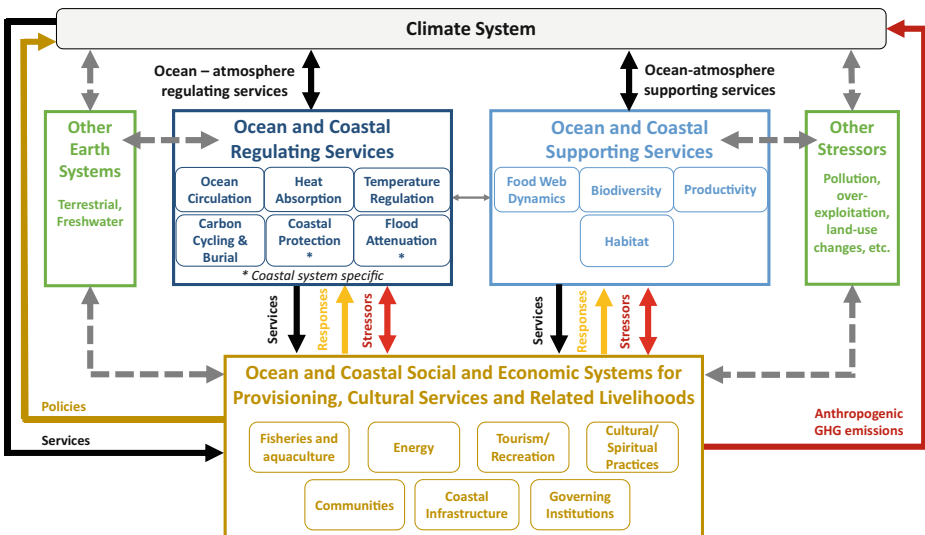 Climate System
Ocean – atmosphere
regulating services
Ocean-atmosphere
supporting services
Other
Earth
Systems
Terrestrial,
Freshwater
Ocean and Coastal
Regulating Services
Ocean
Circulation
Heat
Absorption
Temperature
Regulation
Carbon
Cycling &
Burial
Coastal
Protection
*
Flood
Attenuation
*
* Coastal system specific
Ocean and Coastal
Supporting Services
Food Web
Dynamics
Biodiversity
Productivity
Habitat
Other
Stressors
Pollution,
over-
exploitation,
land-use
changes, etc.
Services
Responses
Stressors
Services
Responses
Stressors
Ocean and Coastal Social and Economic Systems for
Provisioning, Cultural Services and Related Livelihoods
Policies
Services
Anthropogenic
GHG emissions
Fisheries and
aquaculture
Energy
Tourism/
Recreation
Cultural/
Spiritual
Practices
Communities
Coastal
Infrastructure
Governing
Institutions